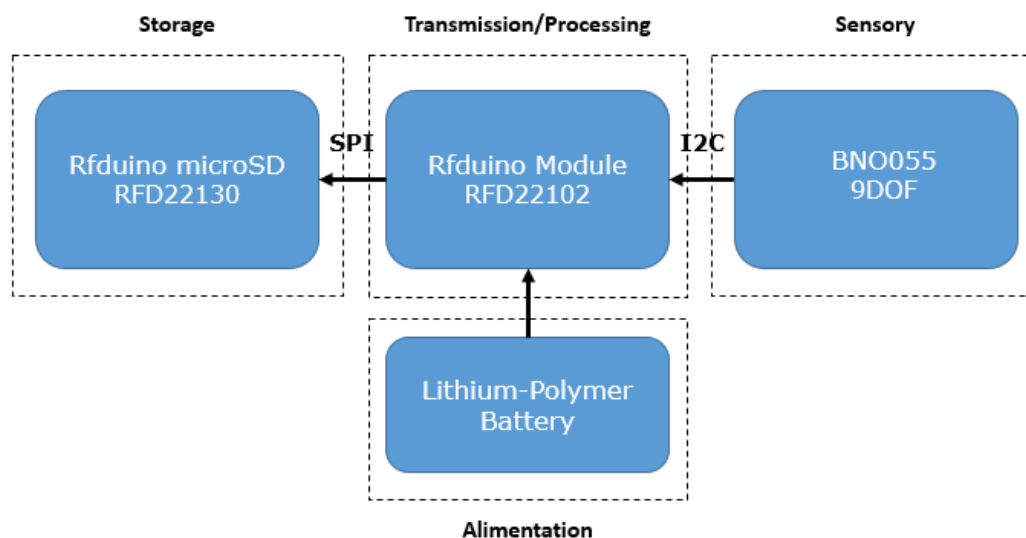 Storage
Transmission/Processing
Sensory
Rfduino microSD
RFD22130
SPI
Rfduino Module
RFD22102
I2C
BNO055
9DOF
Lithium-Polymer
Battery
Alimentation